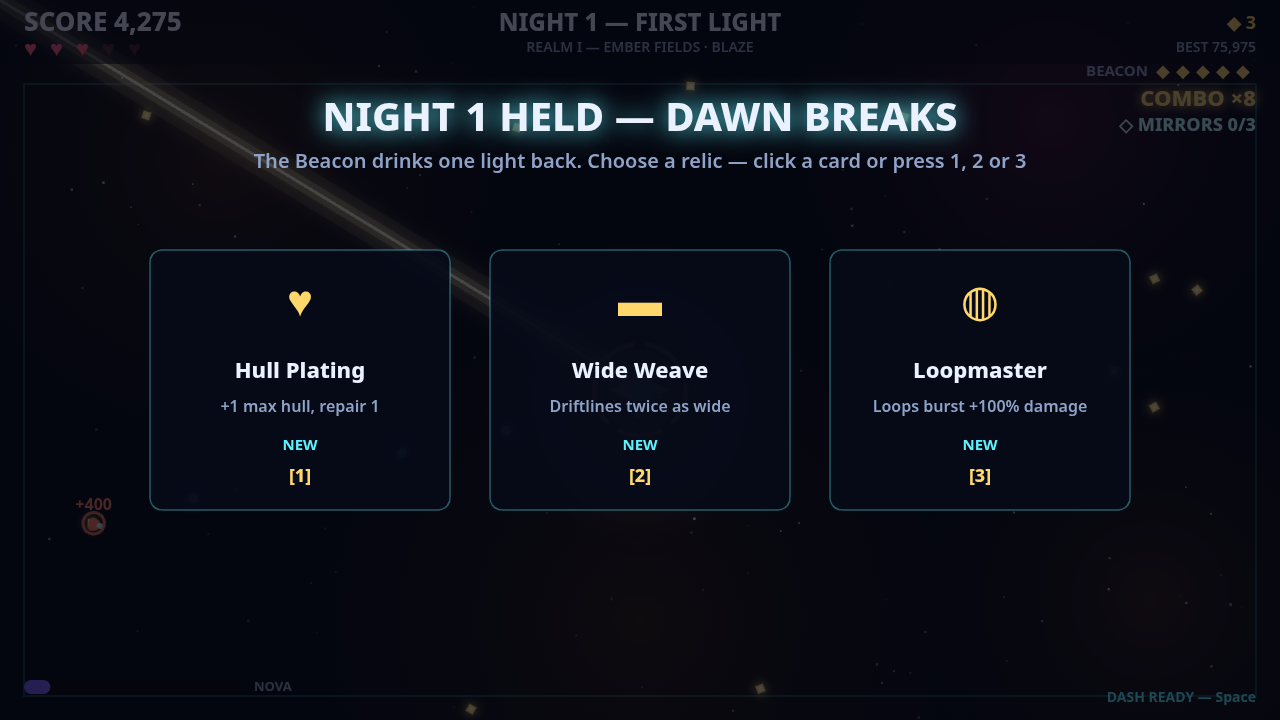 SCORE 4,275
NIGHT 1 — FIRST LIGHT
◆ 3
REALM I — EMBER FIELDS · BLAZE
BEST 75,975
BEACON ◆ ◆ ◆ ◆ ◆
COMBO ×8
◇ MIRRORS 0/3
NIGHT 1 HELD — DAWN BREAKS
The Beacon drinks one light back. Choose a relic — click a card or press 1, 2 or 3
Hull Plating
+1 max hull, repair 1
NEW
[1]
Wide Weave
Driftlines twice as wide
NEW
[2]
Loopmaster
Loops burst +100% damage
NEW
[3]
+400
NOVA
DASH READY — Space